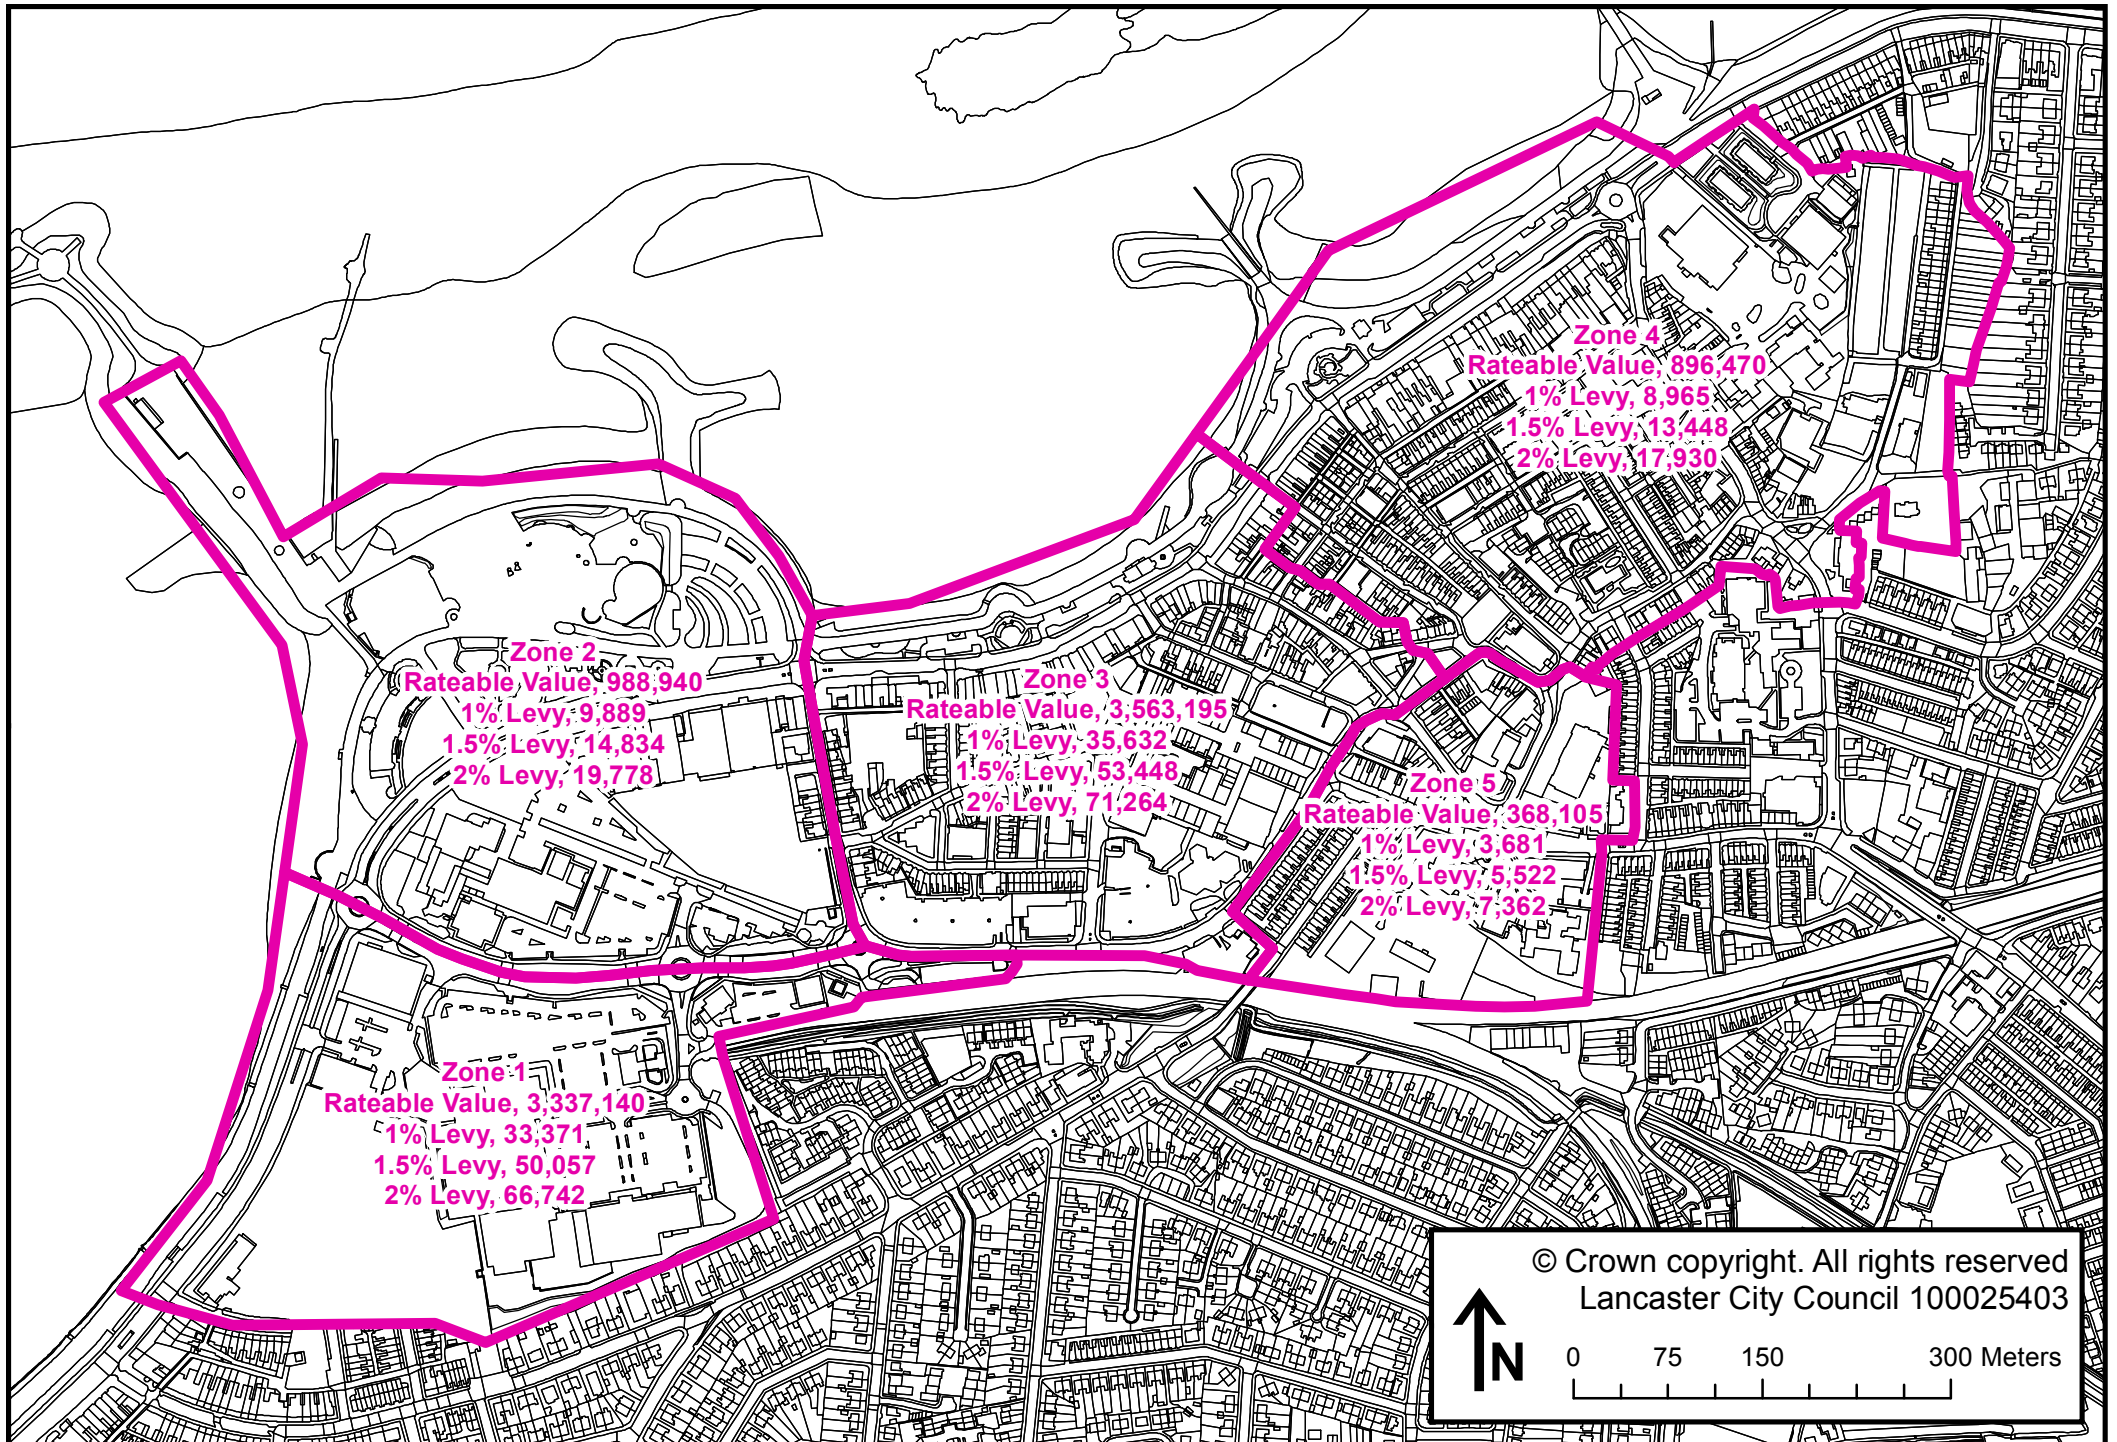 Zone 4
Rateable Value, 896,470
1% Levy, 8,965
1.5% Levy, 13,448
2% Levy, 17,930
Zone 2
Rateable Value, 988,940
1% Levy, 9,889
1.5% Levy, 14,834
2% Levy, 19,778
Zone 3
Rateable Value, 3,563,195
1% Levy, 35,632
1.5% Levy, 53,448
2% Levy, 71,264
Zone 5
Rateable Value, 368,105
1% Levy, 3,681
1.5% Levy, 5,522
2% Levy, 7,362
Zone 1
Rateable Value, 3,337,140
1% Levy, 33,371
1.5% Levy, 50,057
2% Levy, 66,742
© Crown copyright. All rights reserved
Lancaster City Council 100025403
N
0 75 150 300 Meters